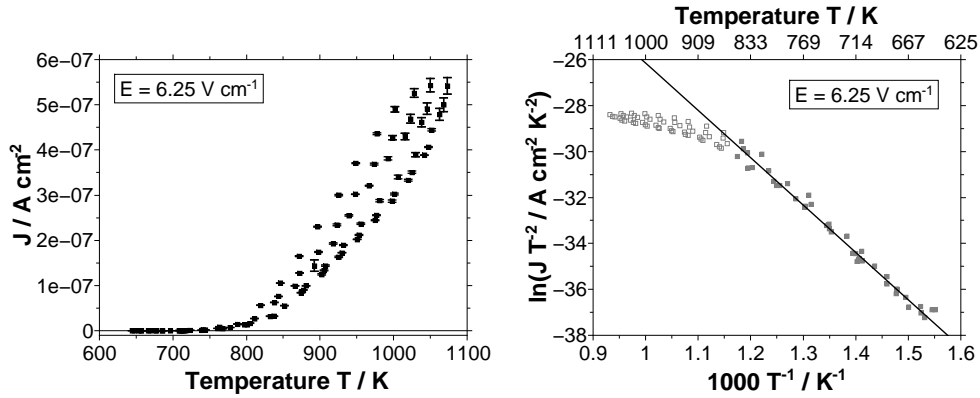 6e−07
5e−07
4e−07
3e−07
2e−07
1e−07
0
J / A cm⁻²
E = 6.25 V cm⁻¹
600 700 800 900 1000 1100
Temperature T / K
Temperature T / K
1111 1000 909 833 769 714 667 625
−26
−28
−30
−32
−34
−36
−38
ln(J T⁻² / A cm² K⁻²)
E = 6.25 V cm⁻¹
0.9 1 1.1 1.2 1.3 1.4 1.5 1.6
1000 T⁻¹ / K⁻¹